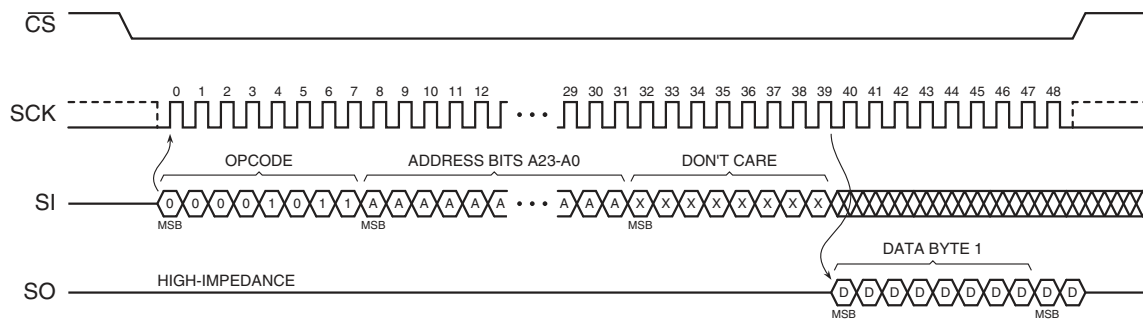 CS
SCK
0 1 2 3 4 5 6 7 8 9 10 11 12 29 30 31 32 33 34 35 36 37 38 39 40 41 42 43 44 45 46 47 48
OPCODE ADDRESS BITS A23-A0 DON'T CARE
SI
0 0 0 0 1 0 1 1 A A A A A A A A A X X X X X X X X
MSB MSB MSB
DATA BYTE 1
HIGH-IMPEDANCE
SO
D D D D D D D D D D
MSB MSB